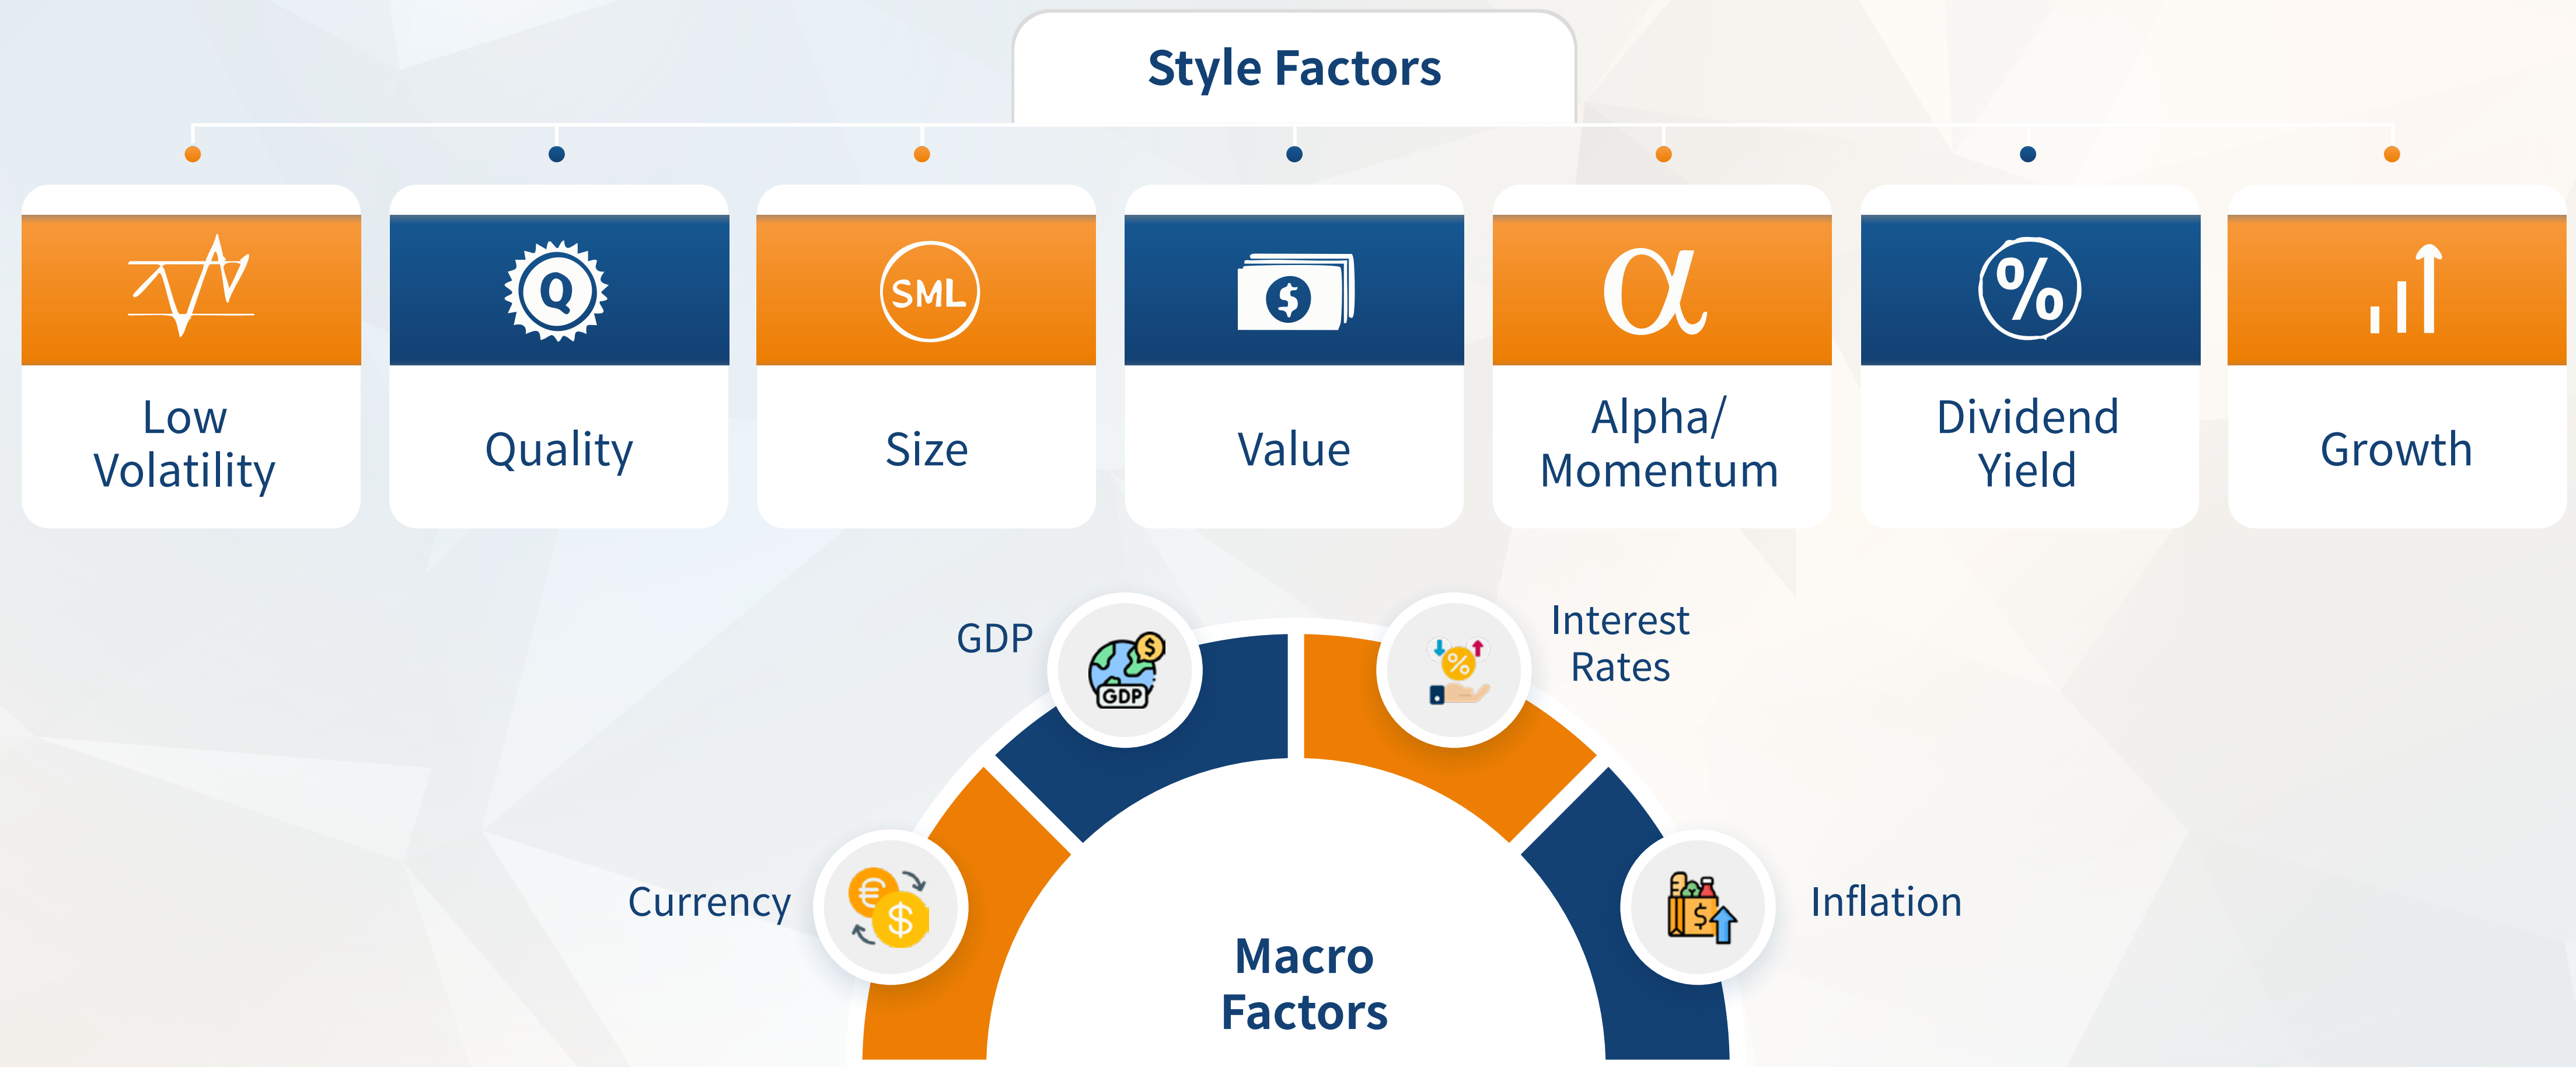 Style Factors
Q
SML
$
α
%
Low
Volatility
Quality
Size
Value
Alpha/
Momentum
Dividend
Yield
Growth
GDP
$
GDP
%
Interest
Rates
Currency
€
$
$
Inflation
Macro
Factors